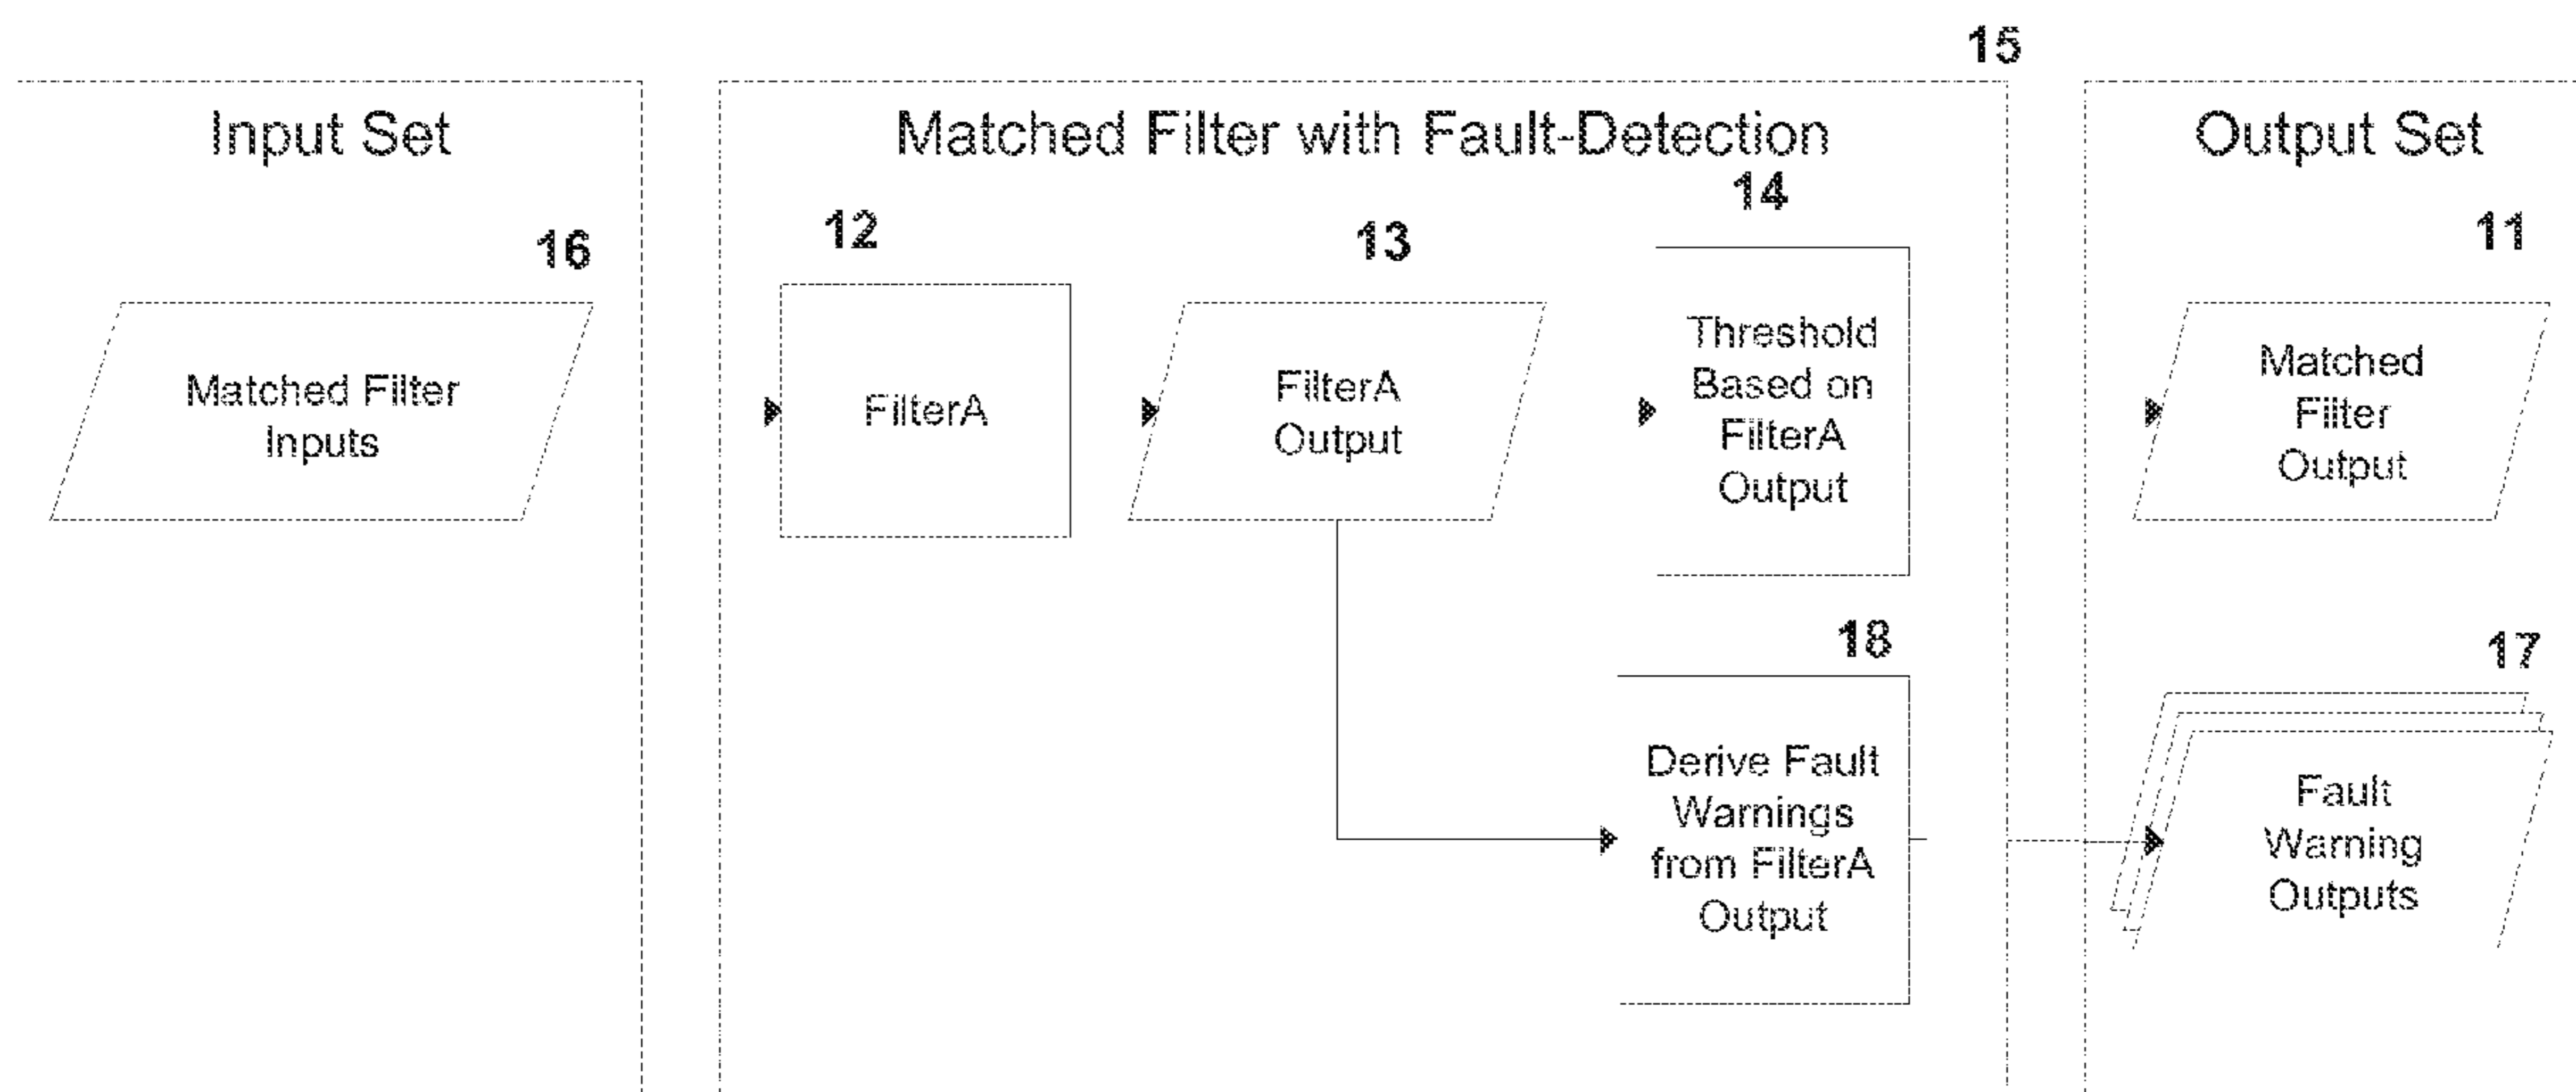 15
Input Set
Matched Filter with Fault-Detection
Output Set
16
12
13
14
11
Matched Filter
Inputs
FilterA
FilterA
Output
Threshold
Based on
FilterA
Output
Matched
Filter
Output
18
17
Derive Fault
Warnings
from FilterA
Output
Fault
Warning
Outputs